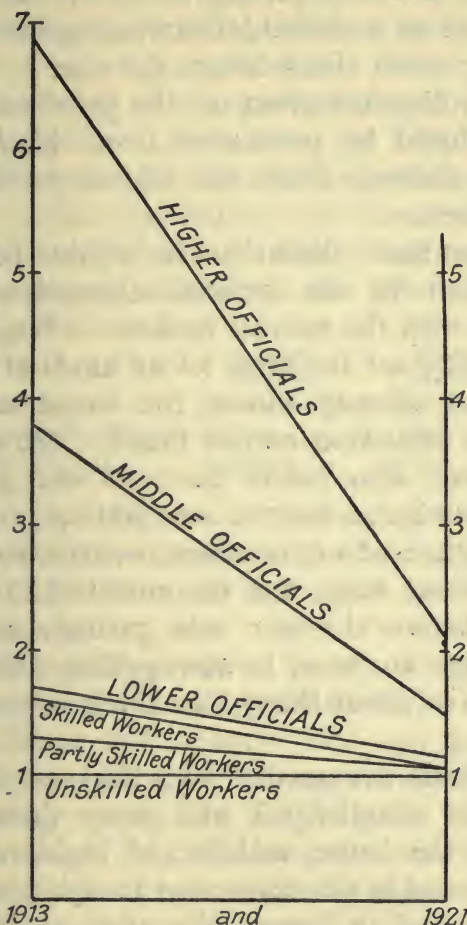 7
6
5
4
3
2
1
HIGHER OFFICIALS
MIDDLE OFFICIALS
LOWER OFFICIALS
Skilled Workers
Partly Skilled Workers
Unskilled Workers
5
4
3
2
1
1913 and 1921